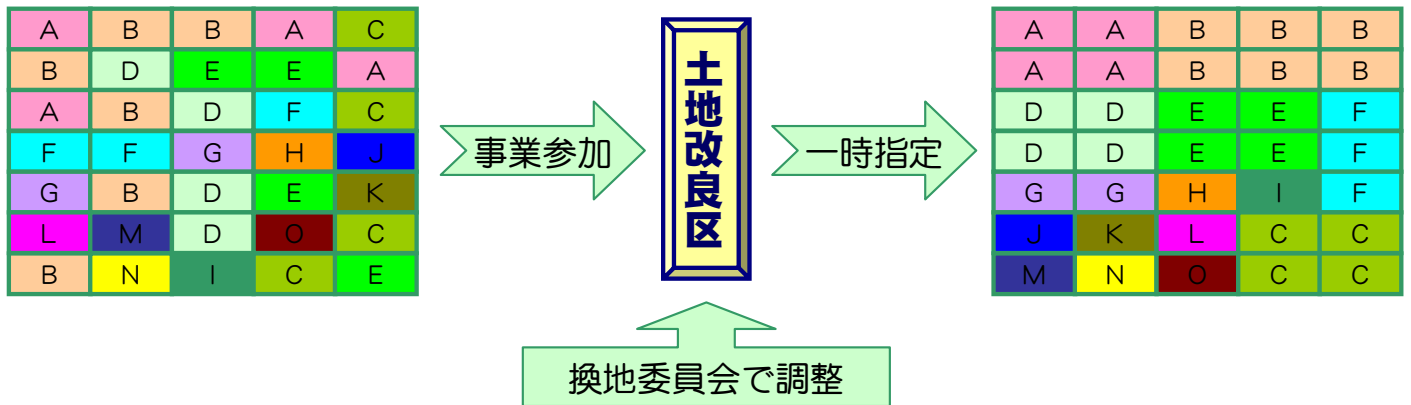 A B B A C
B D E E A
A B D F C
F F G H J
G B D E K
L M D O C
B N I C E
事業参加
土地改良区
一時指定
A A B B B
A A B B B
D D E E F
D D E E F
G G H I F
J K L C C
M N O C C
換地委員会で調整